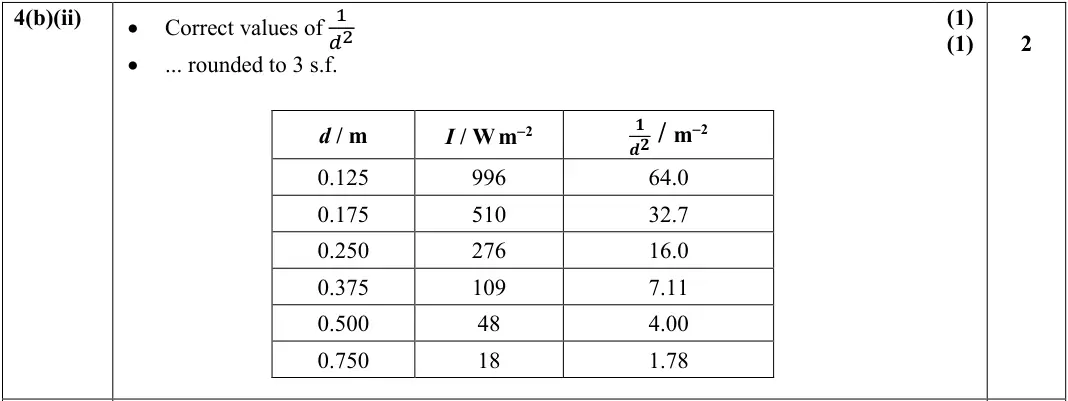 4(b)(ii)
• Correct values of 1/d² (1)
• ... rounded to 3 s.f. (1) 2
d / m I / W m⁻² 1/d² / m⁻²
0.125 996 64.0
0.175 510 32.7
0.250 276 16.0
0.375 109 7.11
0.500 48 4.00
0.750 18 1.78